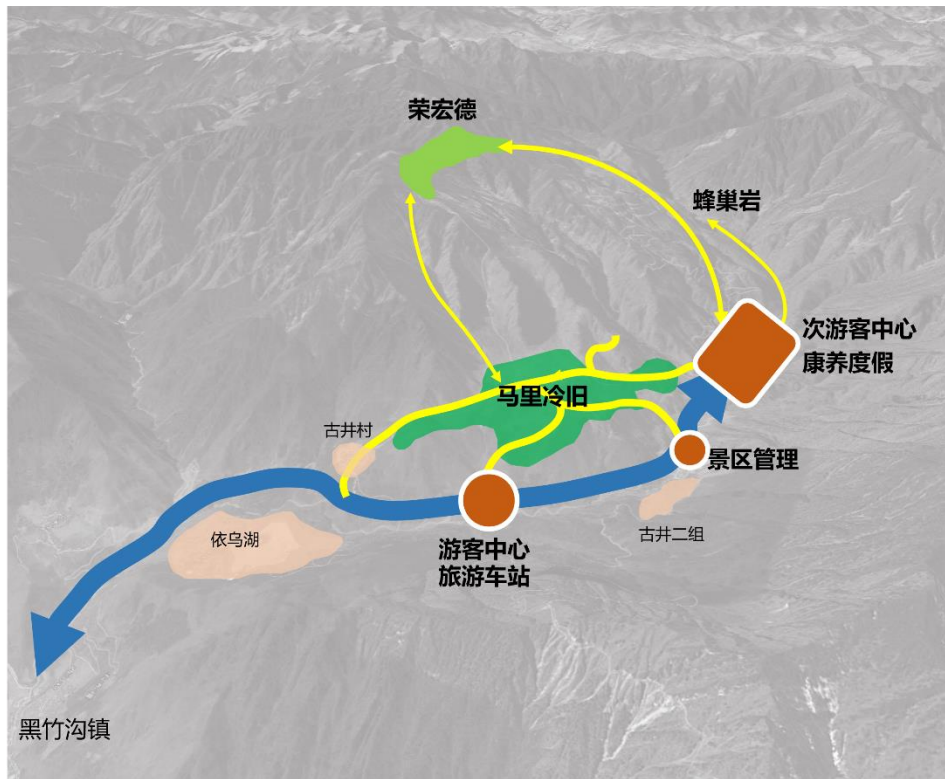 荣宏德
蜂巢岩
次游客中心
康养度假
马里冷旧
古井村
景区管理
依乌湖
游客中心
旅游车站
古井二组
黑竹沟镇